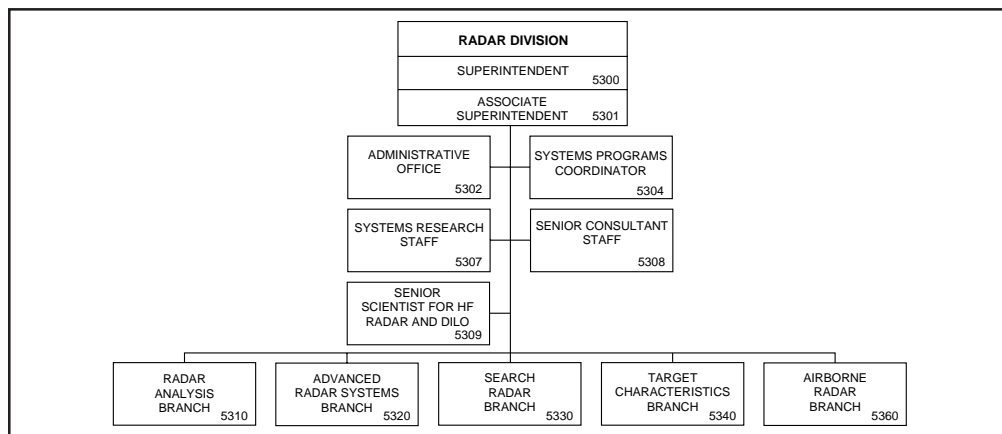 RADAR DIVISION
SUPERINTENDENT
5300
ASSOCIATE
SUPERINTENDENT
5301
ADMINISTRATIVE
OFFICE
5302
SYSTEMS PROGRAMS
COORDINATOR
5304
SYSTEMS RESEARCH
STAFF
5307
SENIOR CONSULTANT
STAFF
5308
SENIOR
SCIENTIST FOR HF
RADAR AND DILO
5309
RADAR
ANALYSIS
BRANCH
5310
ADVANCED
RADAR SYSTEMS
BRANCH
5320
SEARCH
RADAR
BRANCH
5330
TARGET
CHARACTERISTICS
BRANCH
5340
AIRBORNE
RADAR
BRANCH
5360